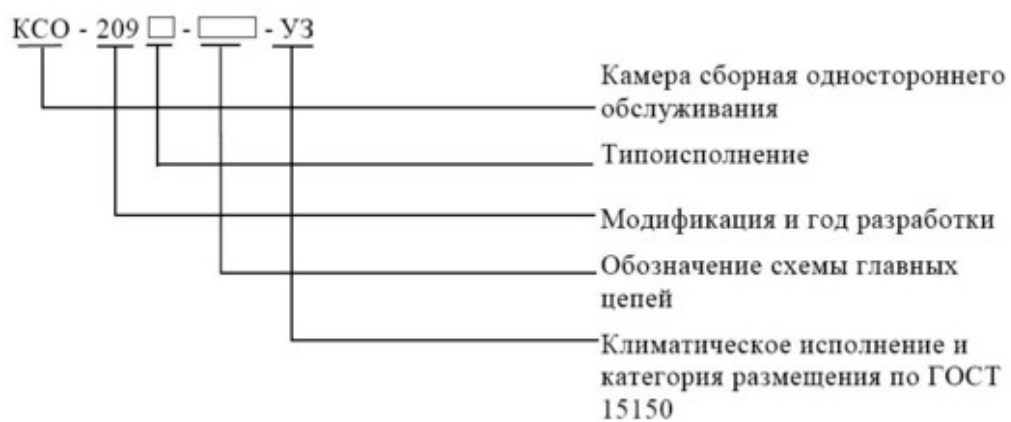 КСО - 209 - - УЗ
Камера сборная одностороннего
обслуживания
Типоисполнение
Модификация и год разработки
Обозначение схемы главных
цепей
Климатическое исполнение и
категория размещения по ГОСТ
15150